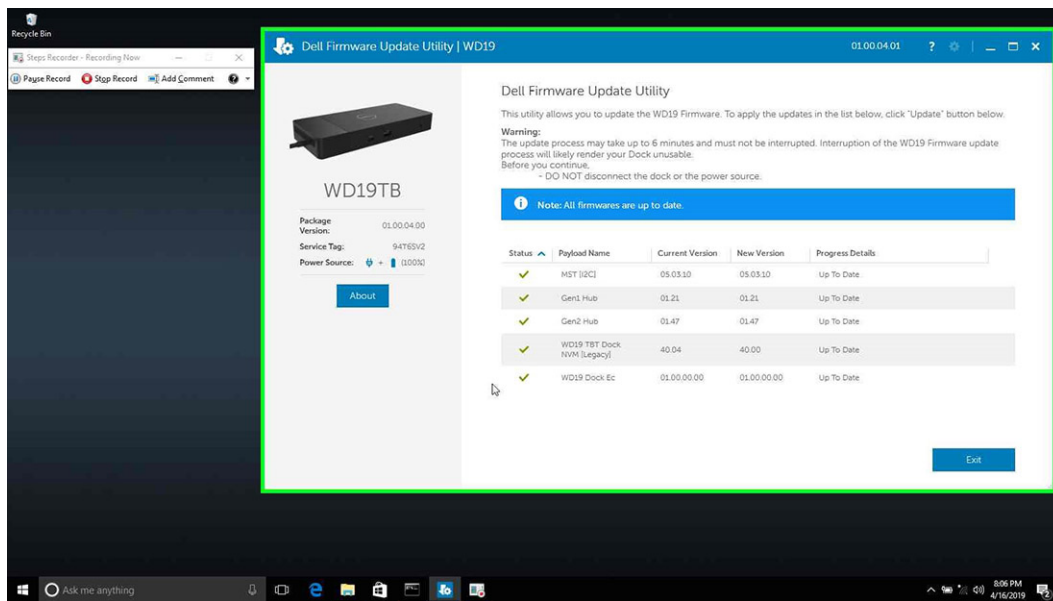 Recycle Bin
Steps Recorder - Recording Now
Pause Record Stop Record Add Comment
Dell Firmware Update Utility | WD19 01.00.04.01
WD19TB
Package Version: 01.00.04.00
Service Tag: 94T6SV2
Power Source: + (100%)
About
Dell Firmware Update Utility
This utility allows you to update the WD19 Firmware. To apply the updates in the list below, click "Update" button below.
Warning:
The update process may take up to 6 minutes and must not be interrupted. Interruption of the WD19 Firmware update
process will likely render your Dock unusable.
Before you continue,
- DO NOT disconnect the dock or the power source.
Note: All firmwares are up to date.
Status Payload Name Current Version New Version Progress Details
MST [I2C] 05.03.10 05.03.10 Up To Date
Gen1 Hub 01.21 01.21 Up To Date
Gen2 Hub 01.47 01.47 Up To Date
WD19 TBT Dock NVM [Legacy] 40.04 40.00 Up To Date
WD19 Dock Ec 01.00.00.00 01.00.00.00 Up To Date
Exit
Ask me anything
8:06 PM
4/16/2019